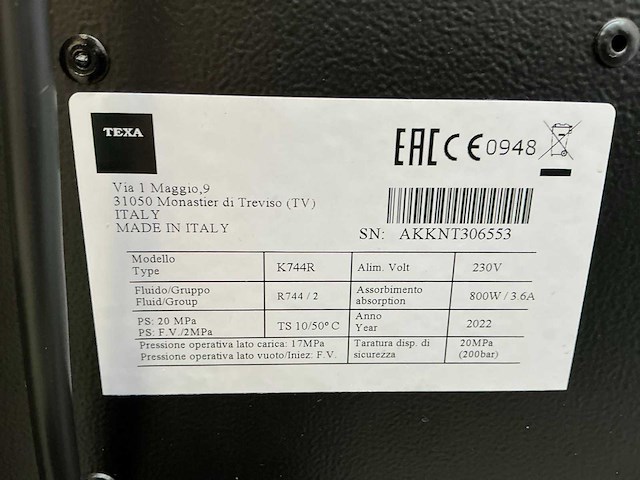 TEXA
EAC CE 0948
Via 1 Maggio,9
31050 Monastier di Treviso (TV)
ITALY
MADE IN ITALY
SN: AKKNT306553
Modello
Type
K744R
Alim. Volt
230V
Fluido/Gruppo
Fluid/Group
R744 / 2
Assorbimento
absorption
800W / 3.6A
PS: 20 MPa
PS: F.V./2MPa
TS 10/50° C
Anno
Year
2022
Pressione operativa lato carica: 17MPa
Pressione operativa lato vuoto/Iniez: F.V.
Taratura disp. di
sicurezza
20MPa
(200bar)